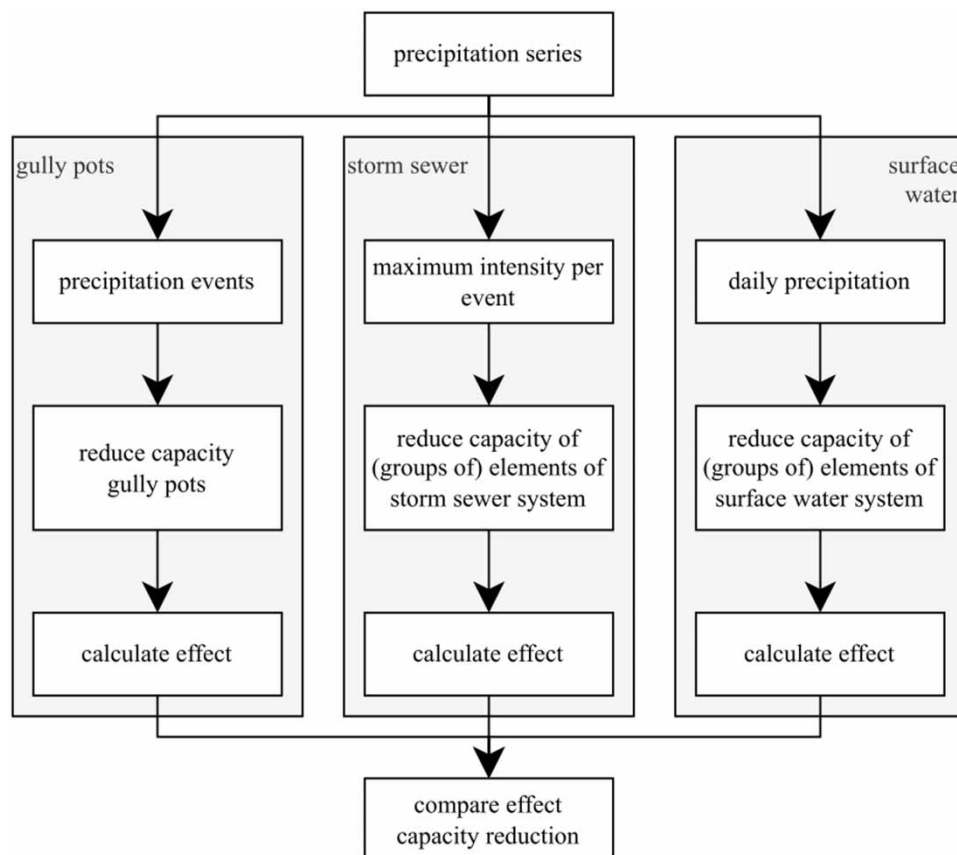 precipitation series
gully pots
precipitation events
reduce capacity
gully pots
calculate effect
storm sewer
maximum intensity per
event
reduce capacity of
(groups of) elements of
storm sewer system
calculate effect
surface
water
daily precipitation
reduce capacity of
(groups of) elements of
surface water system
calculate effect
compare effect
capacity reduction